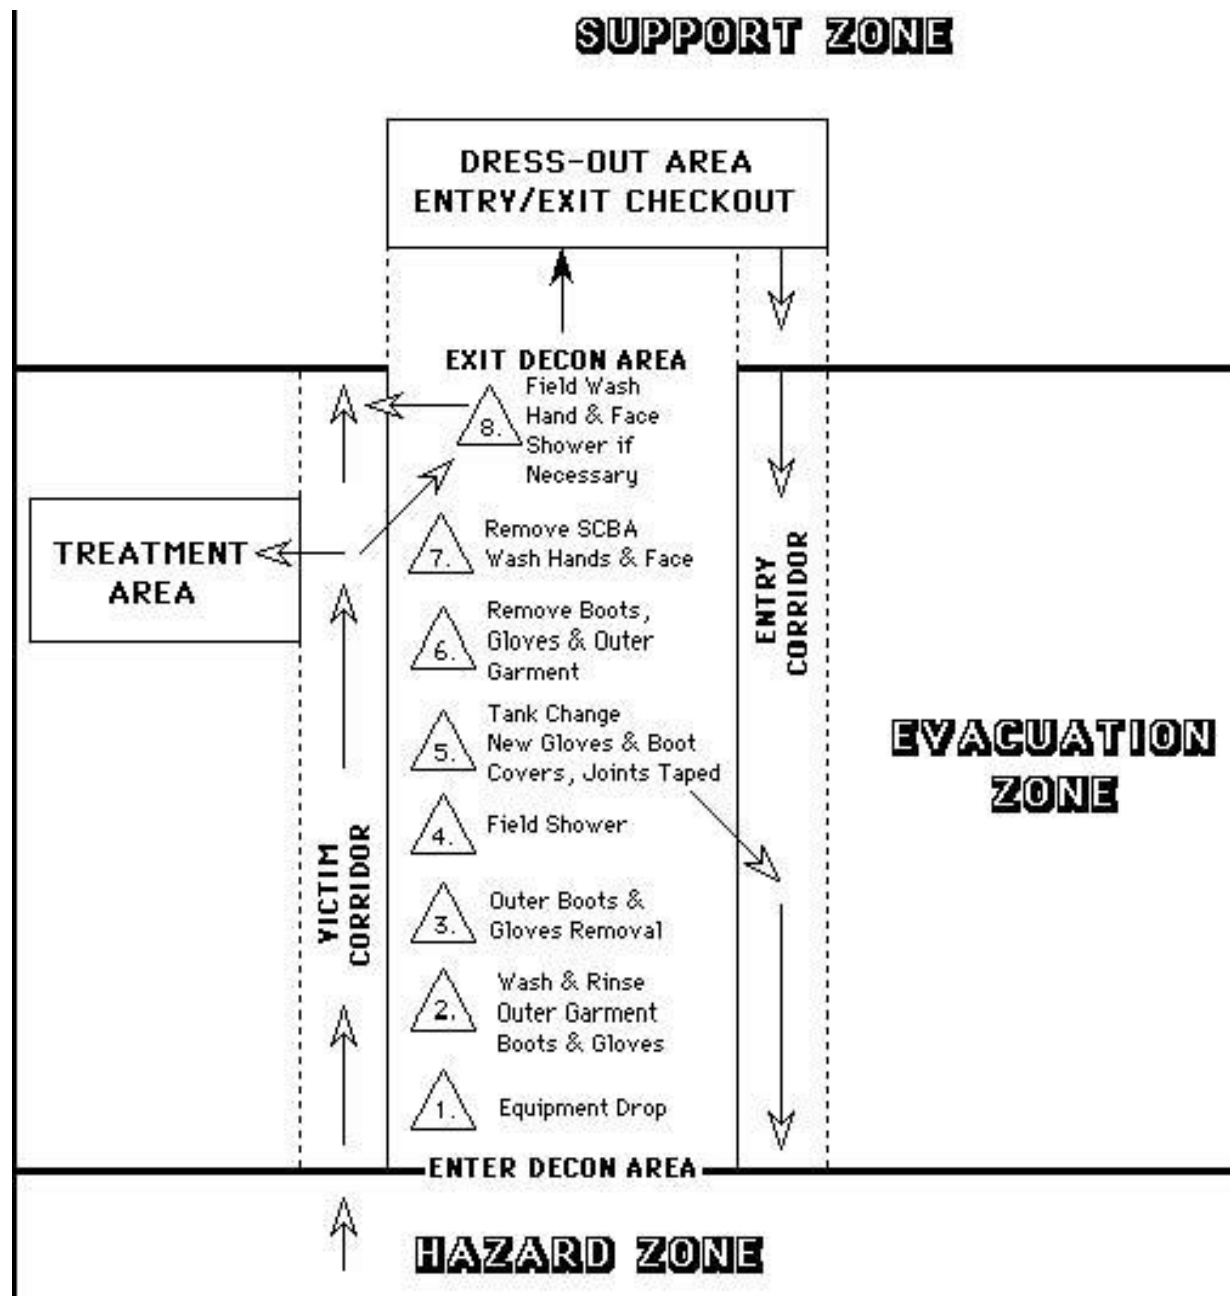 SUPPORT ZONE
DRESS-OUT AREA
ENTRY/EXIT CHECKOUT
EXIT DECON AREA
8.
Field Wash
Hand & Face
Shower if
Necessary
TREATMENT
AREA
7.
Remove SCBA
Wash Hands & Face
6.
Remove Boots,
Gloves & Outer
Garment
5.
Tank Change
New Gloves & Boot
Covers, Joints Taped
4.
Field Shower
3.
Outer Boots &
Gloves Removal
2.
Wash & Rinse
Outer Garment
Boots & Gloves
1.
Equipment Drop
ENTER DECON AREA
VICTIM
CORRIDOR
ENTRY
CORRIDOR
EVACUATION
ZONE
HAZARD ZONE